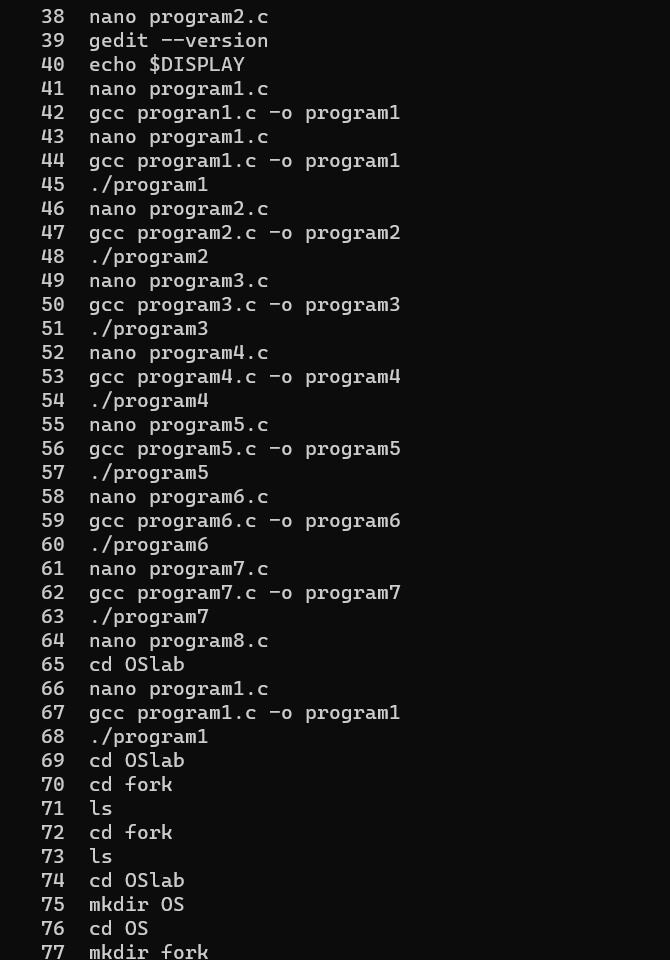 38 nano program2.c
39 gedit --version
40 echo $DISPLAY
41 nano program1.c
42 gcc progran1.c -o program1
43 nano program1.c
44 gcc program1.c -o program1
45 ./program1
46 nano program2.c
47 gcc program2.c -o program2
48 ./program2
49 nano program3.c
50 gcc program3.c -o program3
51 ./program3
52 nano program4.c
53 gcc program4.c -o program4
54 ./program4
55 nano program5.c
56 gcc program5.c -o program5
57 ./program5
58 nano program6.c
59 gcc program6.c -o program6
60 ./program6
61 nano program7.c
62 gcc program7.c -o program7
63 ./program7
64 nano program8.c
65 cd OSlab
66 nano program1.c
67 gcc program1.c -o program1
68 ./program1
69 cd OSlab
70 cd fork
71 ls
72 cd fork
73 ls
74 cd OSlab
75 mkdir OS
76 cd OS
77 mkdir fork